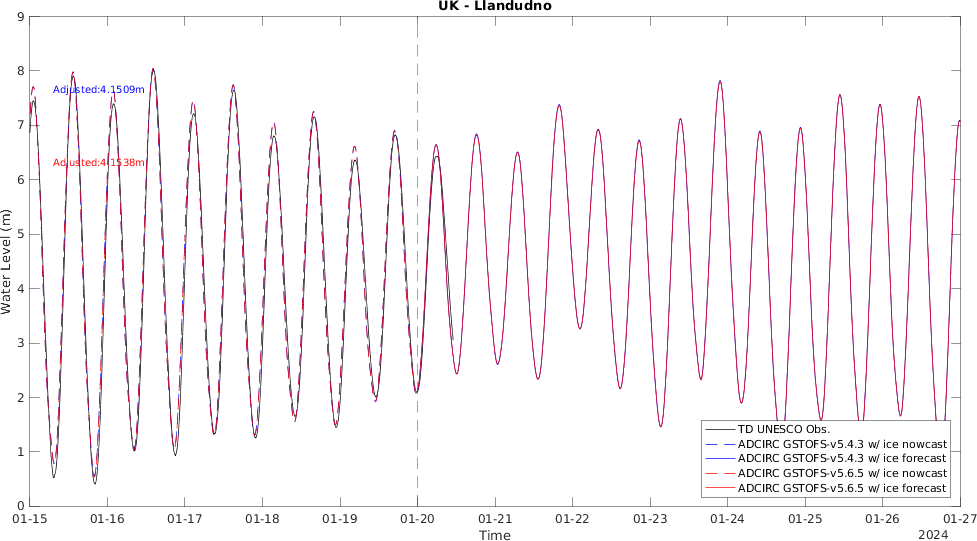 UK - Llandudno
9
8
7
6
5
4
3
2
1
0
Water Level (m)
Adjusted:4.1509m
Adjusted:4.1538m
TD UNESCO Obs.
ADCIRC GSTOFS-v5.4.3 w/ ice nowcast
ADCIRC GSTOFS-v5.4.3 w/ ice forecast
ADCIRC GSTOFS-v5.6.5 w/ ice nowcast
ADCIRC GSTOFS-v5.6.5 w/ ice forecast
01-15 01-16 01-17 01-18 01-19 01-20 01-21 01-22 01-23 01-24 01-25 01-26 01-27
Time
2024